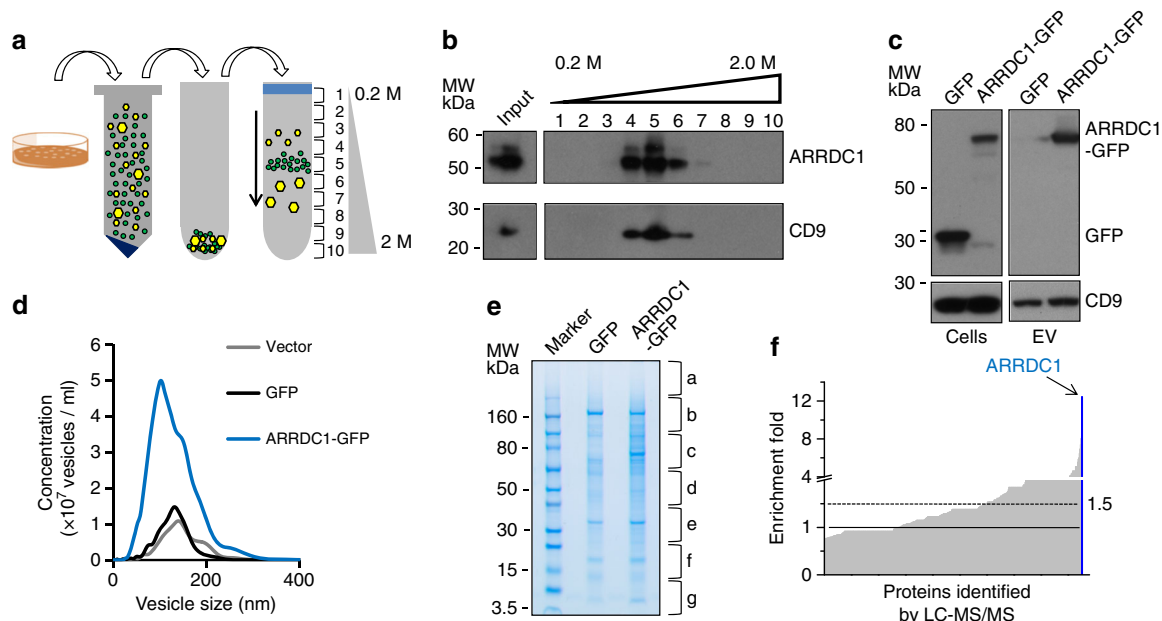 a
1
2
3
4
5
6
7
8
9
10
0.2 M
2 M
b
MW
kDa
Input
0.2 M
2.0 M
1 2 3 4 5 6 7 8 9 10
60
50
ARRDC1
30
20
CD9
c
MW
kDa
GFP
ARRDC1-GFP
GFP
ARRDC1-GFP
80
50
30
30
ARRDC1
-GFP
GFP
CD9
Cells
EV
d
Concentration
(×10⁷ vesicles / ml)
6
5
4
3
2
1
0
0
200
400
Vesicle size (nm)
Vector
GFP
ARRDC1-GFP
e
MW
kDa
Marker
GFP
ARRDC1
-GFP
160
80
50
30
15
3.5
a
b
c
d
e
f
g
f
ARRDC1
Enrichment fold
12
8
4
1
0
1.5
Proteins identified
by LC-MS/MS